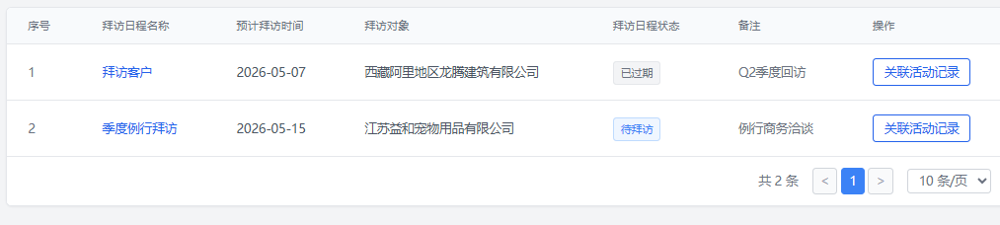 序号 拜访日程名称 预计拜访时间 拜访对象 拜访日程状态 备注 操作
1 拜访客户 2026-05-07 西藏阿里地区龙腾建筑有限公司 已过期 Q2季度回访 关联活动记录
2 季度例行拜访 2026-05-15 江苏益和宠物用品有限公司 待拜访 例行商务洽谈 关联活动记录
共 2 条 < 1 > 10 条/页